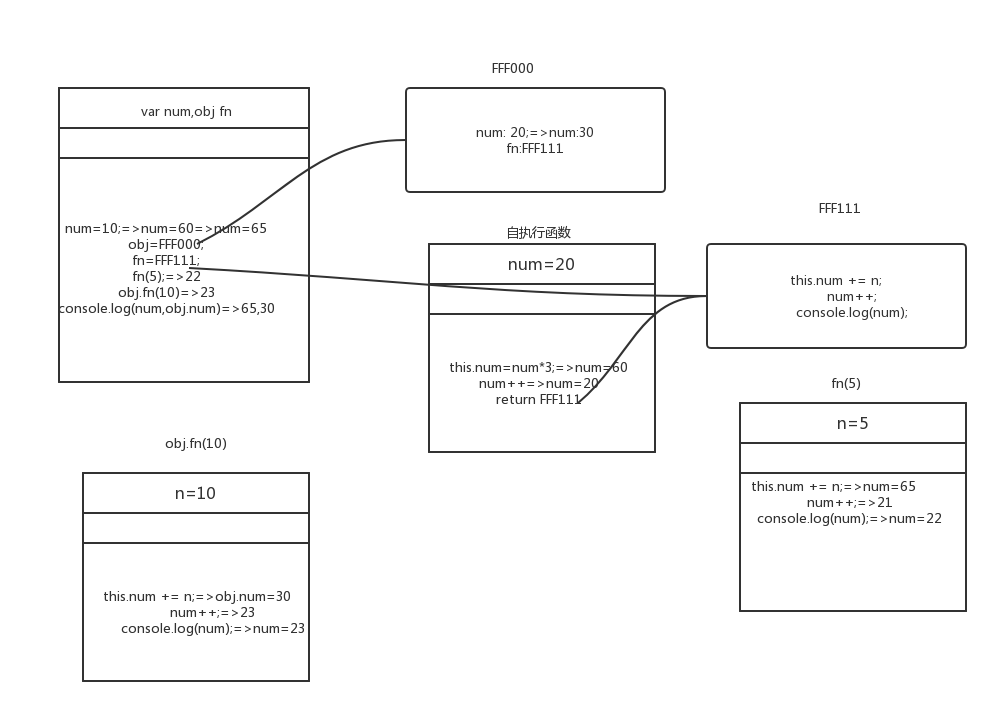 FFF000
var num,obj fn
num: 20;=>num:30
fn:FFF111
num=10;=>num=60=>num=65
obj=FFF000;
fn=FFF111;
fn(5);=>22
obj.fn(10)=>23
console.log(num,obj.num)=>65,30
自执行函数
num=20
this.num=num*3;=>num=60
num++=>num=20
return FFF111
FFF111
this.num += n;
num++;
console.log(num);
fn(5)
n=5
this.num += n;=>num=65
num++;=>21
console.log(num);=>num=22
obj.fn(10)
n=10
this.num += n;=>obj.num=30
num++;=>23
console.log(num);=>num=23